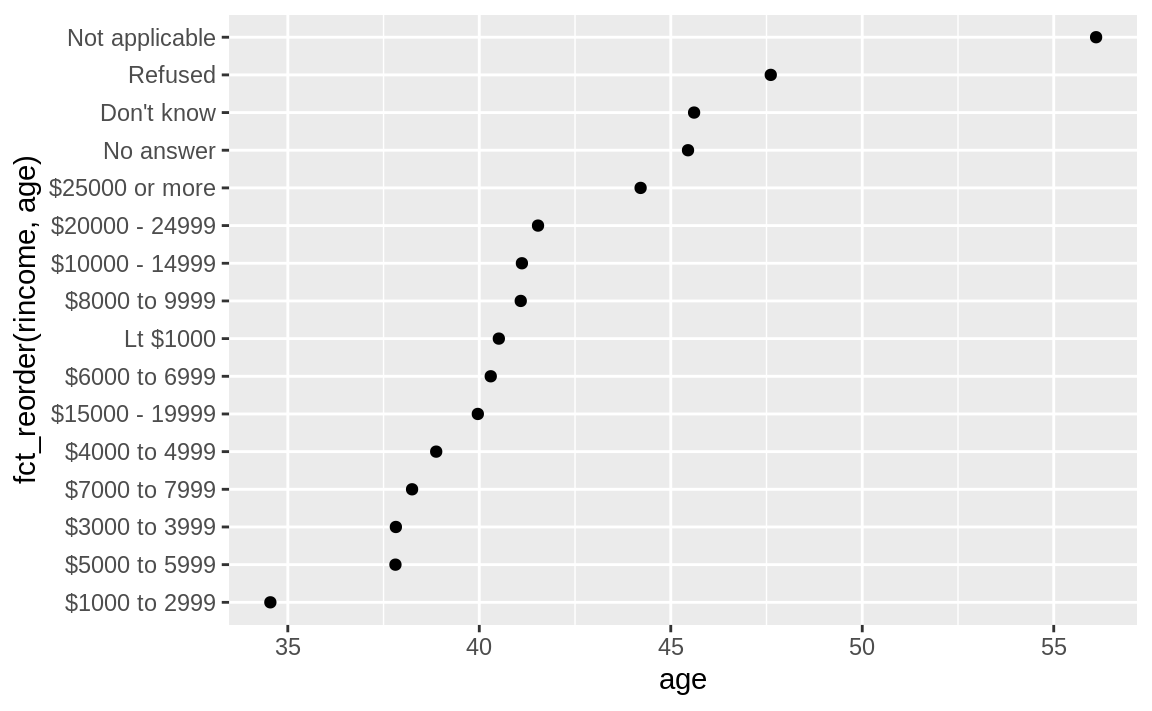 Not applicable
Refused
Don't know
No answer
$25000 or more
$20000 - 24999
$10000 - 14999
$8000 to 9999
Lt $1000
$6000 to 6999
$15000 - 19999
$4000 to 4999
$7000 to 7999
$3000 to 3999
$5000 to 5999
$1000 to 2999
fct_reorder(rincome, age)
35 40 45 50 55
age